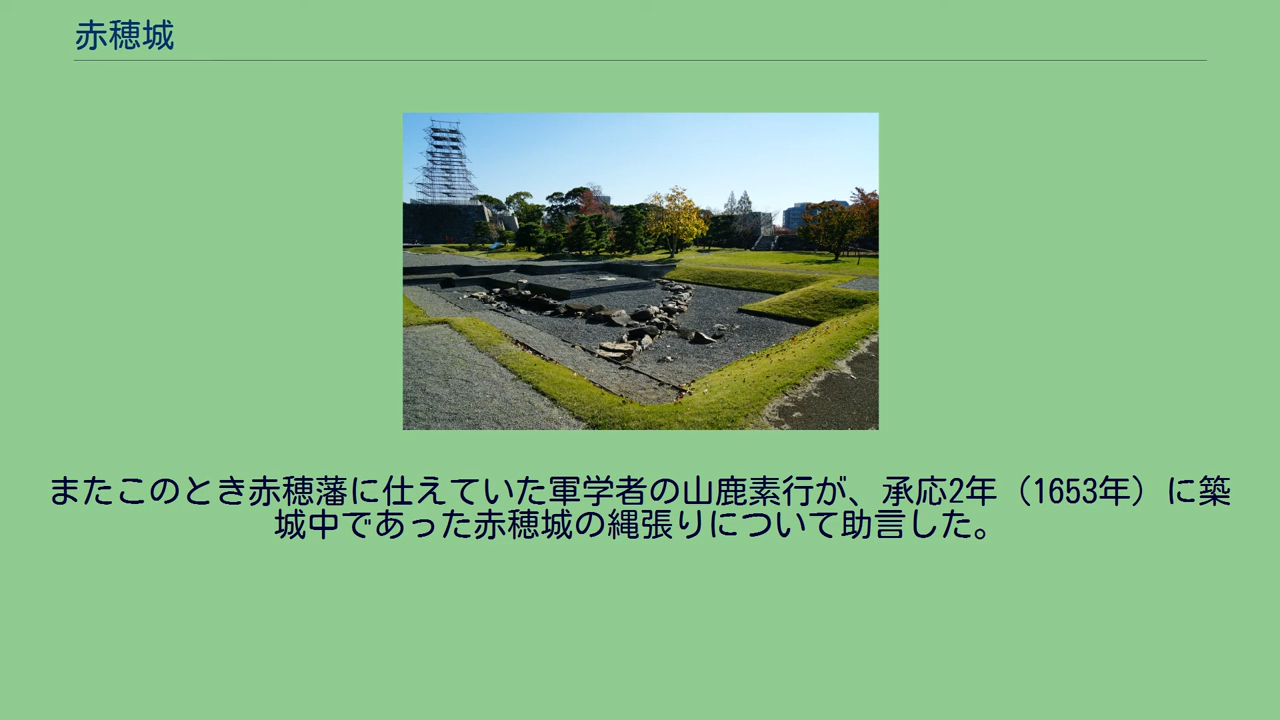 赤穂城
またこのとき赤穂藩に仕えていた軍学者の山鹿素行が、承応2年（1653年）に築
城中であった赤穂城の縄張りについて助言した。